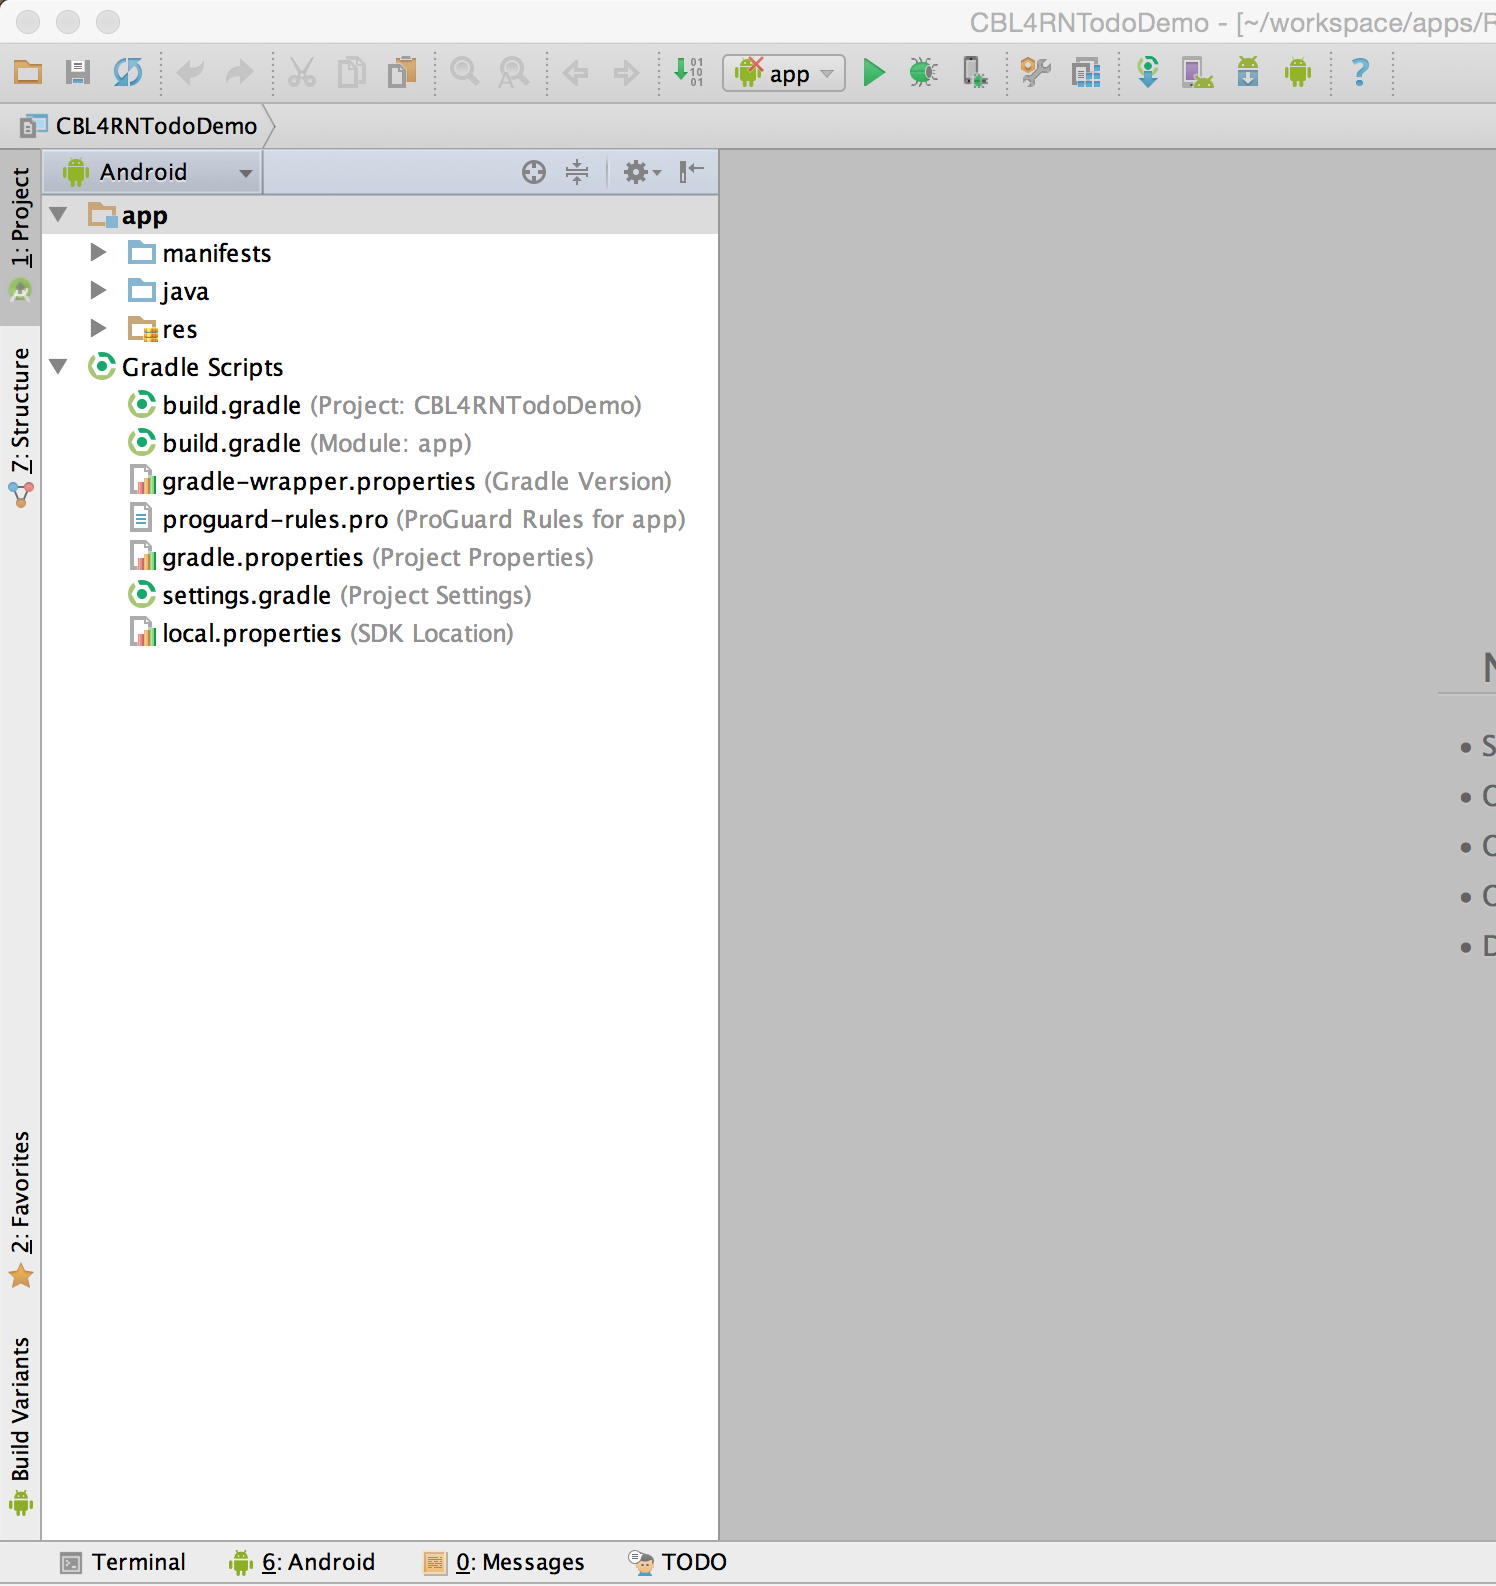 CBL4RNTodoDemo - [~/workspace/apps/R
app
CBL4RNTodoDemo
Android
1: Project
7: Structure
2: Favorites
Build Variants
app
manifests
java
res
Gradle Scripts
build.gradle (Project: CBL4RNTodoDemo)
build.gradle (Module: app)
gradle-wrapper.properties (Gradle Version)
proguard-rules.pro (ProGuard Rules for app)
gradle.properties (Project Properties)
settings.gradle (Project Settings)
local.properties (SDK Location)
Terminal
6: Android
0: Messages
TODO